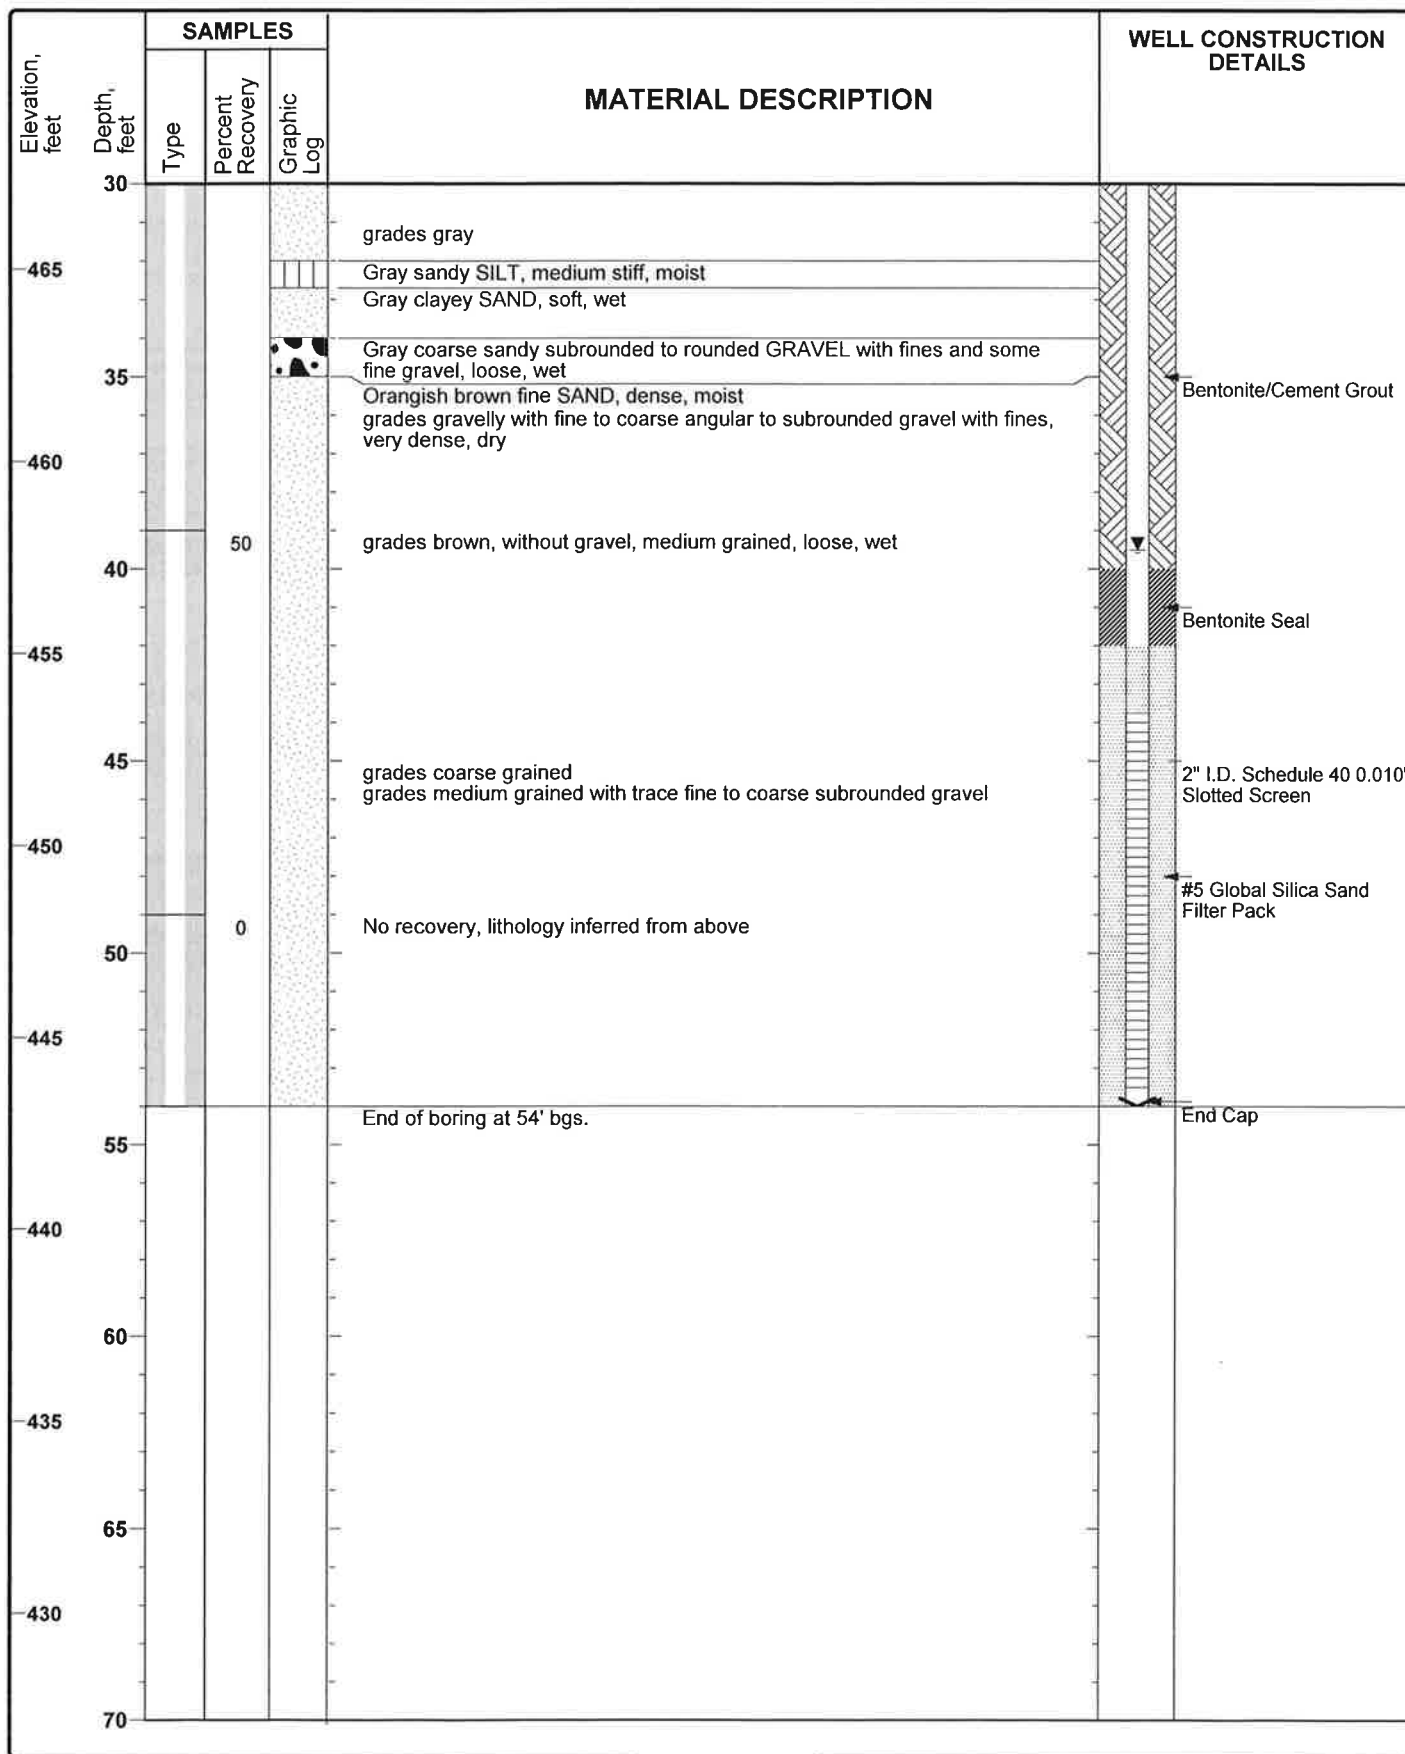 SAMPLES
Elevation,
feet
Depth,
feet
Type
Percent
Recovery
Graphic
Log
MATERIAL DESCRIPTION
WELL CONSTRUCTION
DETAILS
30
grades gray
465
Gray sandy SILT, medium stiff, moist
Gray clayey SAND, soft, wet
Gray coarse sandy subrounded to rounded GRAVEL with fines and some
fine gravel, loose, wet
35
Orangish brown fine SAND, dense, moist
Bentonite/Cement Grout
grades gravelly with fine to coarse angular to subrounded gravel with fines,
very dense, dry
460
50
grades brown, without gravel, medium grained, loose, wet
40
Bentonite Seal
455
45
grades coarse grained
2" I.D. Schedule 40 0.010"
grades medium grained with trace fine to coarse subrounded gravel
Slotted Screen
450
#5 Global Silica Sand
Filter Pack
0
No recovery, lithology inferred from above
50
445
End of boring at 54' bgs.
End Cap
55
440
60
435
65
430
70